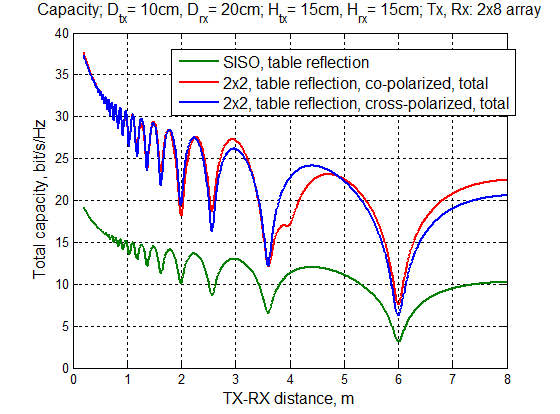 Capacity; Dtx= 10cm, Drx= 20cm; Htx= 15cm, Hrx= 15cm; Tx, Rx: 2x8 array
40
35
30
25
20
15
10
5
0
Total capacity, bit/s/Hz
SISO, table reflection
2x2, table reflection, co-polarized, total
2x2, table reflection, cross-polarized, total
0 1 2 3 4 5 6 7 8
TX-RX distance, m